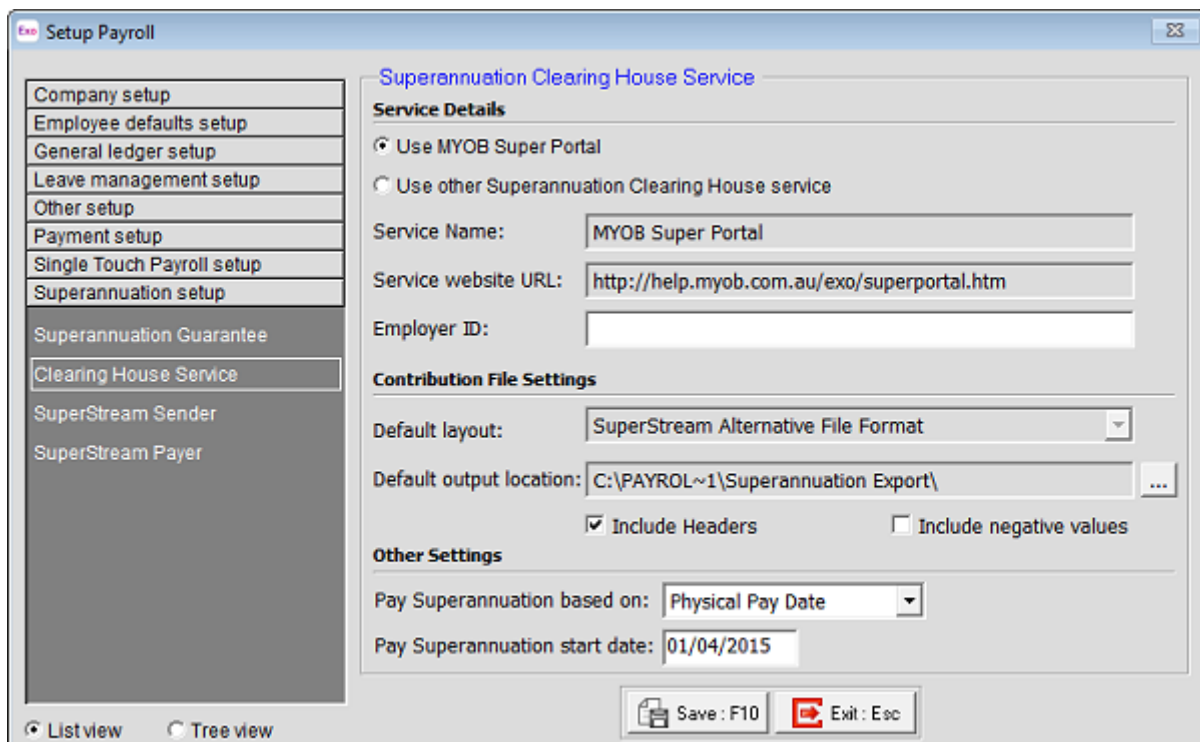 Exo Setup Payroll
Company setup
Employee defaults setup
General ledger setup
Leave management setup
Other setup
Payment setup
Single Touch Payroll setup
Superannuation setup
Superannuation Guarantee
Clearing House Service
SuperStream Sender
SuperStream Payer
List view Tree view
Superannuation Clearing House Service
Service Details
Use MYOB Super Portal
Use other Superannuation Clearing House service
Service Name: MYOB Super Portal
Service website URL: http://help.myob.com.au/exo/superportal.htm
Employer ID:
Contribution File Settings
Default layout: SuperStream Alternative File Format
Default output location: C:\PAYROL~1\Superannuation Export\ ...
Include Headers Include negative values
Other Settings
Pay Superannuation based on: Physical Pay Date
Pay Superannuation start date: 01/04/2015
Save : F10 Exit : Esc